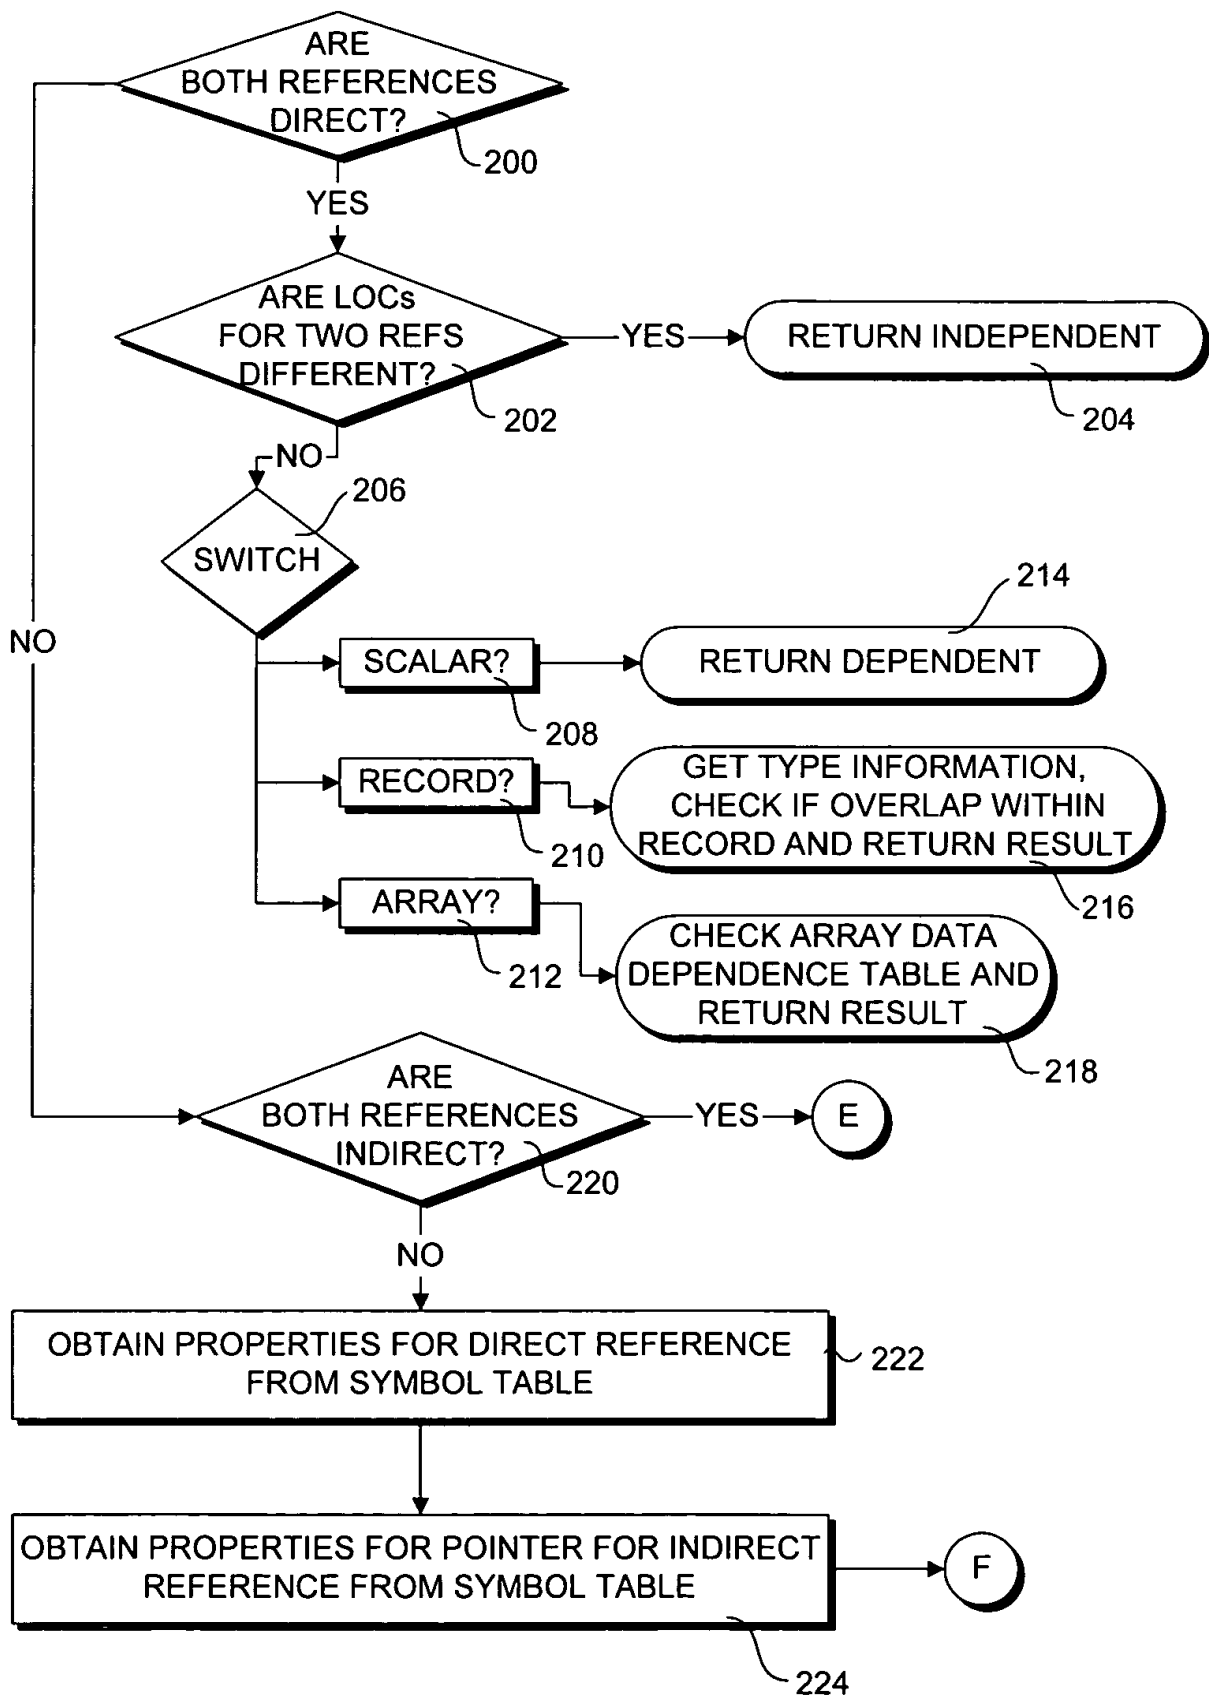 ARE
BOTH REFERENCES
DIRECT?
200
YES
ARE LOCs
FOR TWO REFS
DIFFERENT?
202
YES
RETURN INDEPENDENT
204
NO
206
SWITCH
NO
214
SCALAR?
208
RETURN DEPENDENT
RECORD?
210
GET TYPE INFORMATION,
CHECK IF OVERLAP WITHIN
RECORD AND RETURN RESULT
216
ARRAY?
212
CHECK ARRAY DATA
DEPENDENCE TABLE AND
RETURN RESULT
218
ARE
BOTH REFERENCES
INDIRECT?
220
YES
E
NO
OBTAIN PROPERTIES FOR DIRECT REFERENCE
FROM SYMBOL TABLE
222
OBTAIN PROPERTIES FOR POINTER FOR INDIRECT
REFERENCE FROM SYMBOL TABLE
224
F